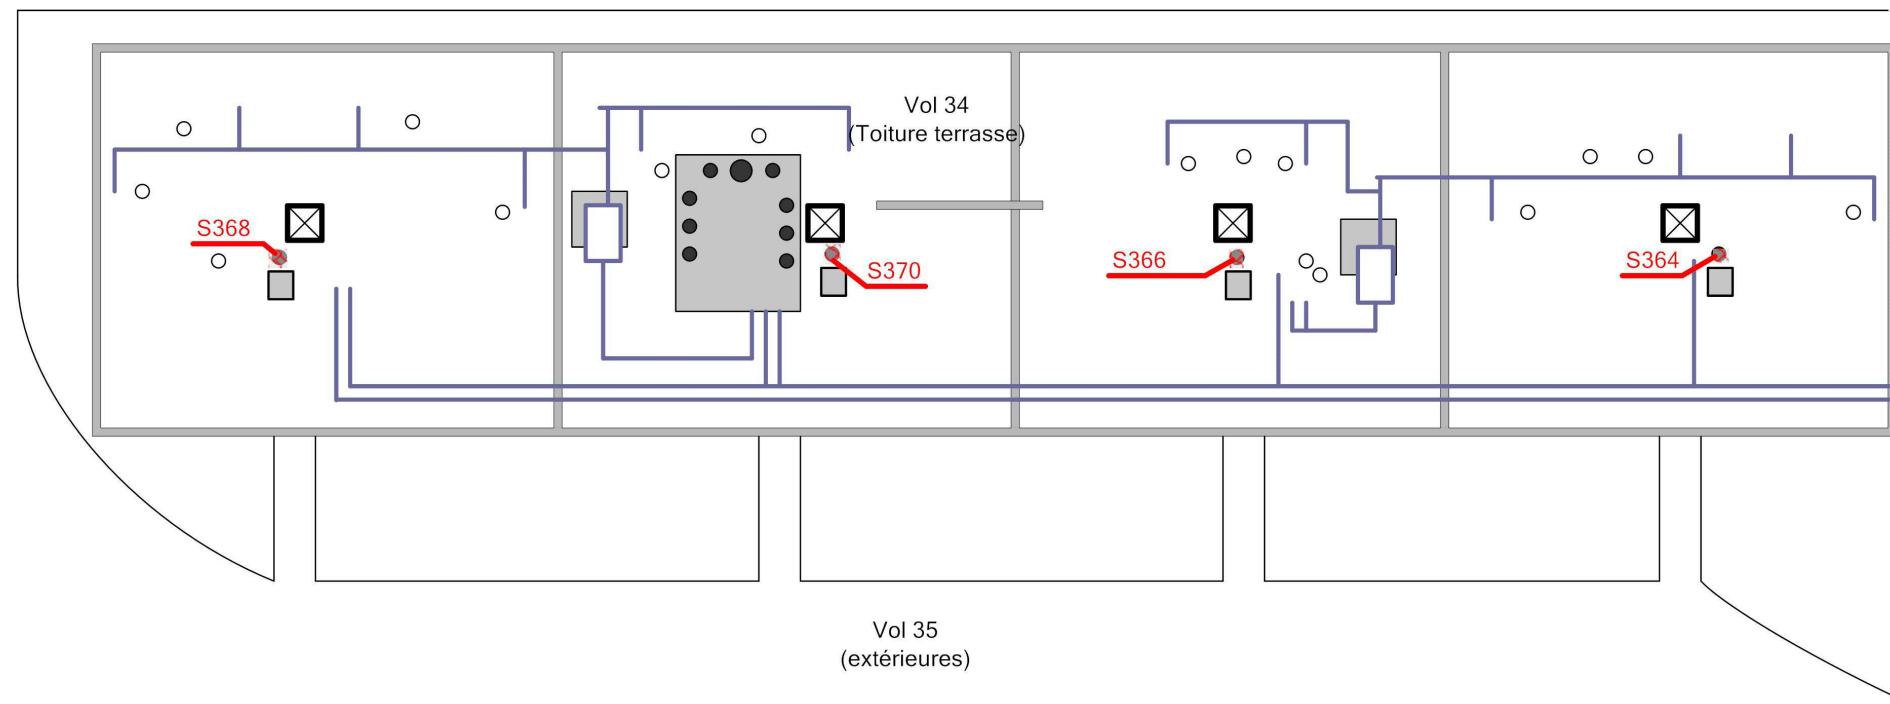 Vol 34
(Toiture terrasse)
S368
S370
S366
S364
Vol 35
(extérieures)